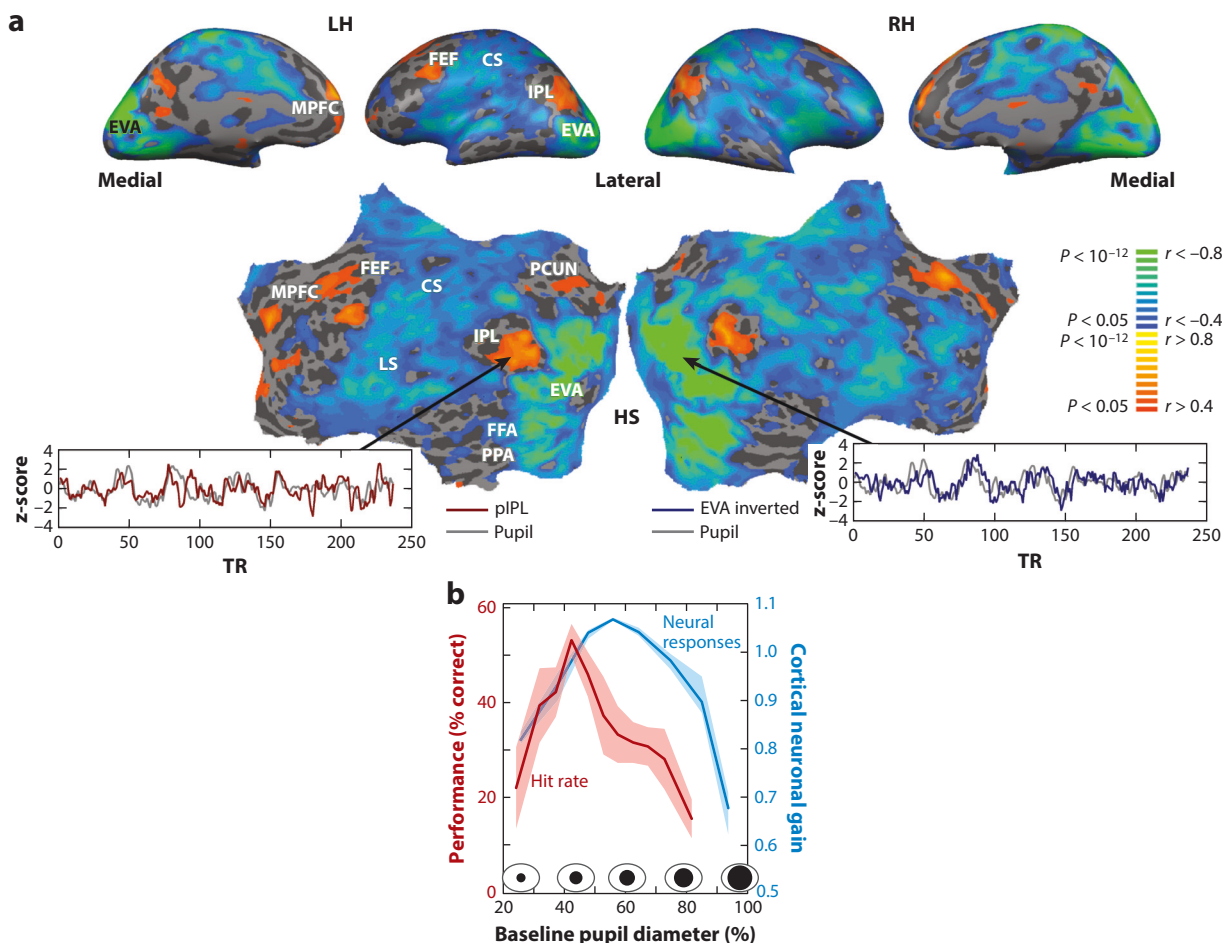 a
LH
RH
FEF
CS
IPL
MPFC
EVA
EVA
Medial
Lateral
Medial
FEF
MPFC
CS
PCUN
IPL
LS
EVA
FFA
PPA
HS
P < 10⁻¹² r < −0.8
P < 0.05 r < −0.4
P < 10⁻¹² r > 0.8
P < 0.05 r > 0.4
z-score
4
2
0
−2
−4
0 50 100 150 200 250
TR
pIPL
Pupil
EVA inverted
Pupil
z-score
4
2
0
−2
−4
0 50 100 150 200 250
TR
b
Performance (% correct)
60
40
20
0
Neural
responses
Hit rate
1.1
1.0
0.9
0.8
0.7
0.6
0.5
Cortical neuronal
gain
20 40 60 80 100
Baseline pupil diameter (%)